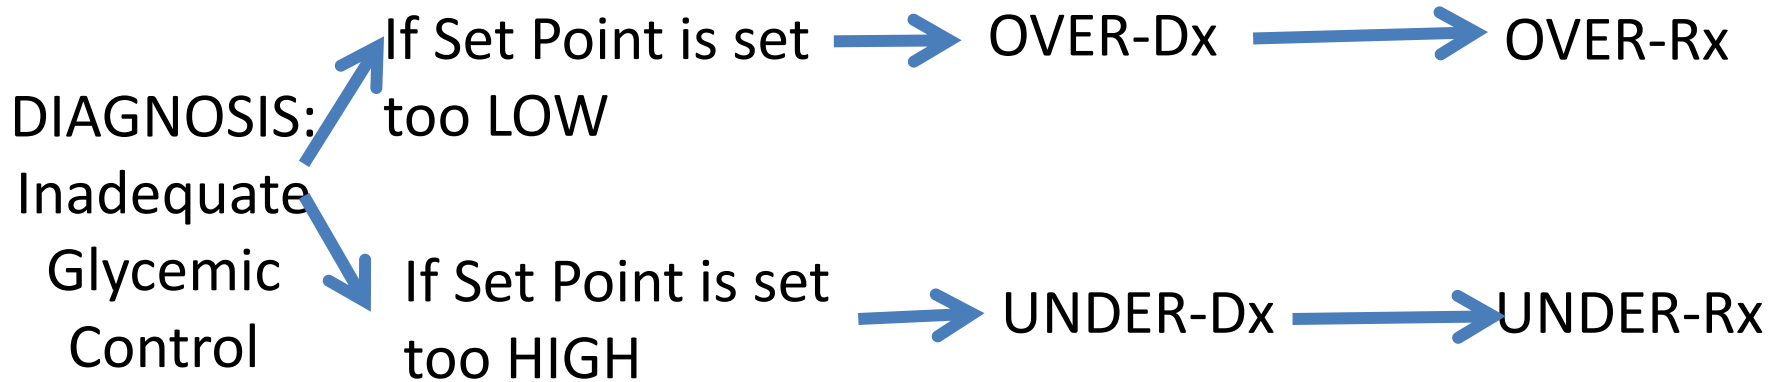 DIAGNOSIS:
Inadequate
Glycemic
Control
If Set Point is set
too LOW
OVER-Dx
OVER-Rx
If Set Point is set
too HIGH
UNDER-Dx
UNDER-Rx